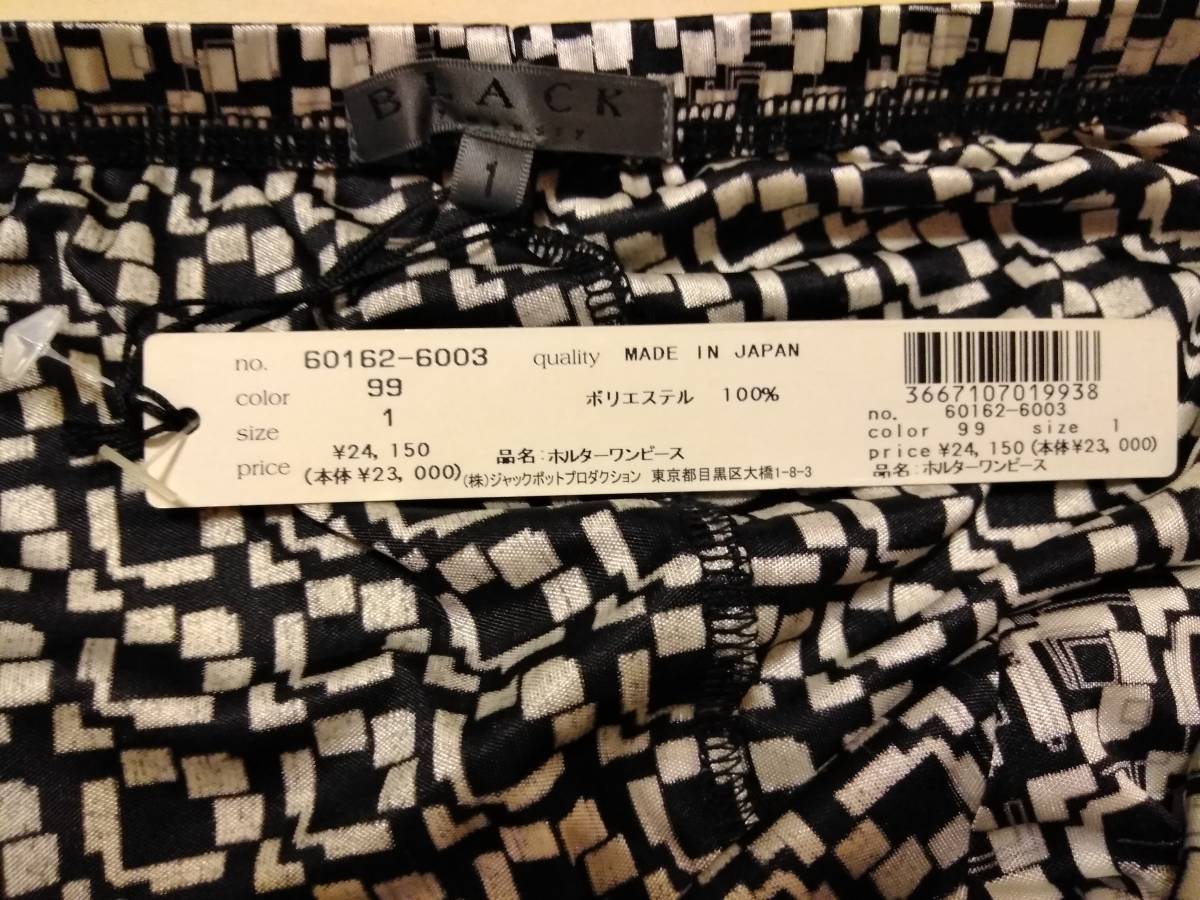 BLACK
1
no. 60162-6003 quality MADE IN JAPAN
color 99 ポリエステル 100%
size 1
price ¥24,150 品名:ホルターワンピース
(本体¥23,000) (株)ジャックポットプロダクション 東京都目黒区大橋1-8-3
3667107019938
no. 60162-6003
color 99 size 1
price ¥24,150(本体¥23,000)
品名:ホルターワンピース